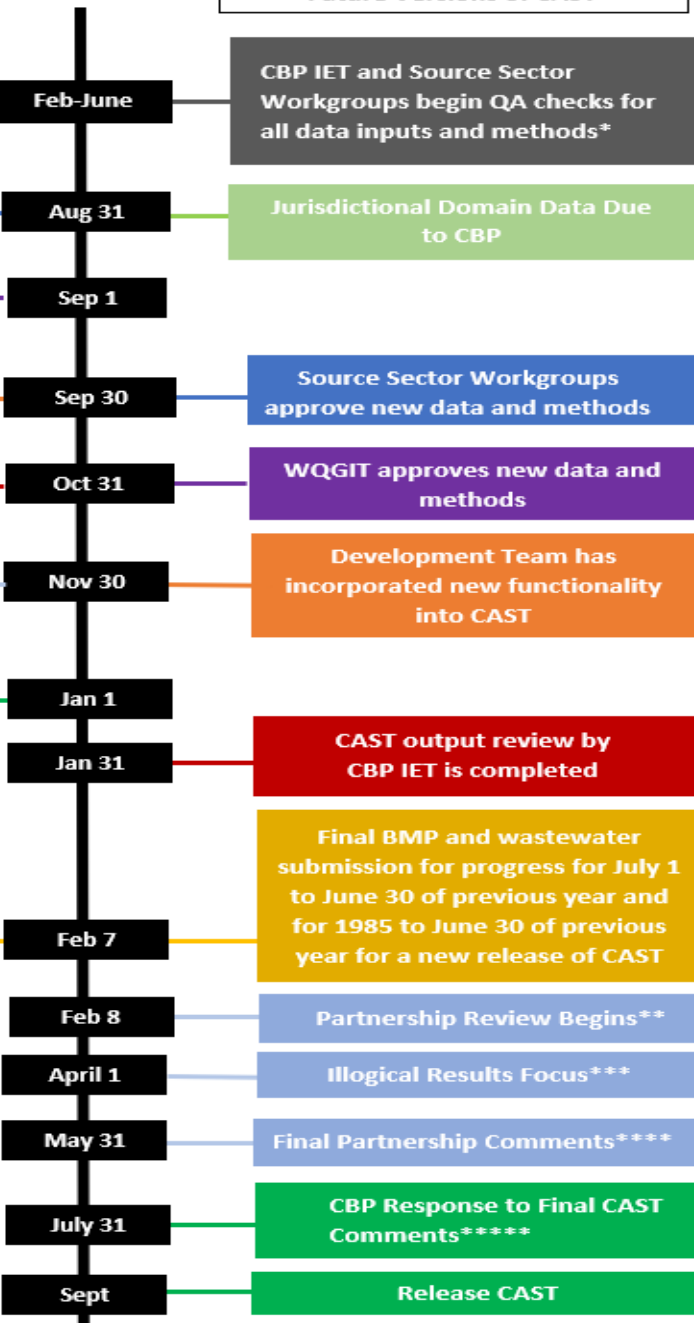 Feb-June
CBP IET and Source Sector
Workgroups begin QA checks for
all data inputs and methods*
Aug 31
Jurisdictional Domain Data Due
to CBP
Sep 1
Sep 30
Source Sector Workgroups
approve new data and methods
Oct 31
WQGIT approves new data and
methods
Nov 30
Development Team has
incorporated new functionality
into CAST
Jan 1
Jan 31
CAST output review by
CBP IET is completed
Feb 7
Final BMP and wastewater
submission for progress for July 1
to June 30 of previous year and
for 1985 to June 30 of previous
year for a new release of CAST
Feb 8
Partnership Review Begins**
April 1
Illogical Results Focus***
May 31
Final Partnership Comments****
July 31
CBP Response to Final CAST
Comments*****
Sept
Release CAST